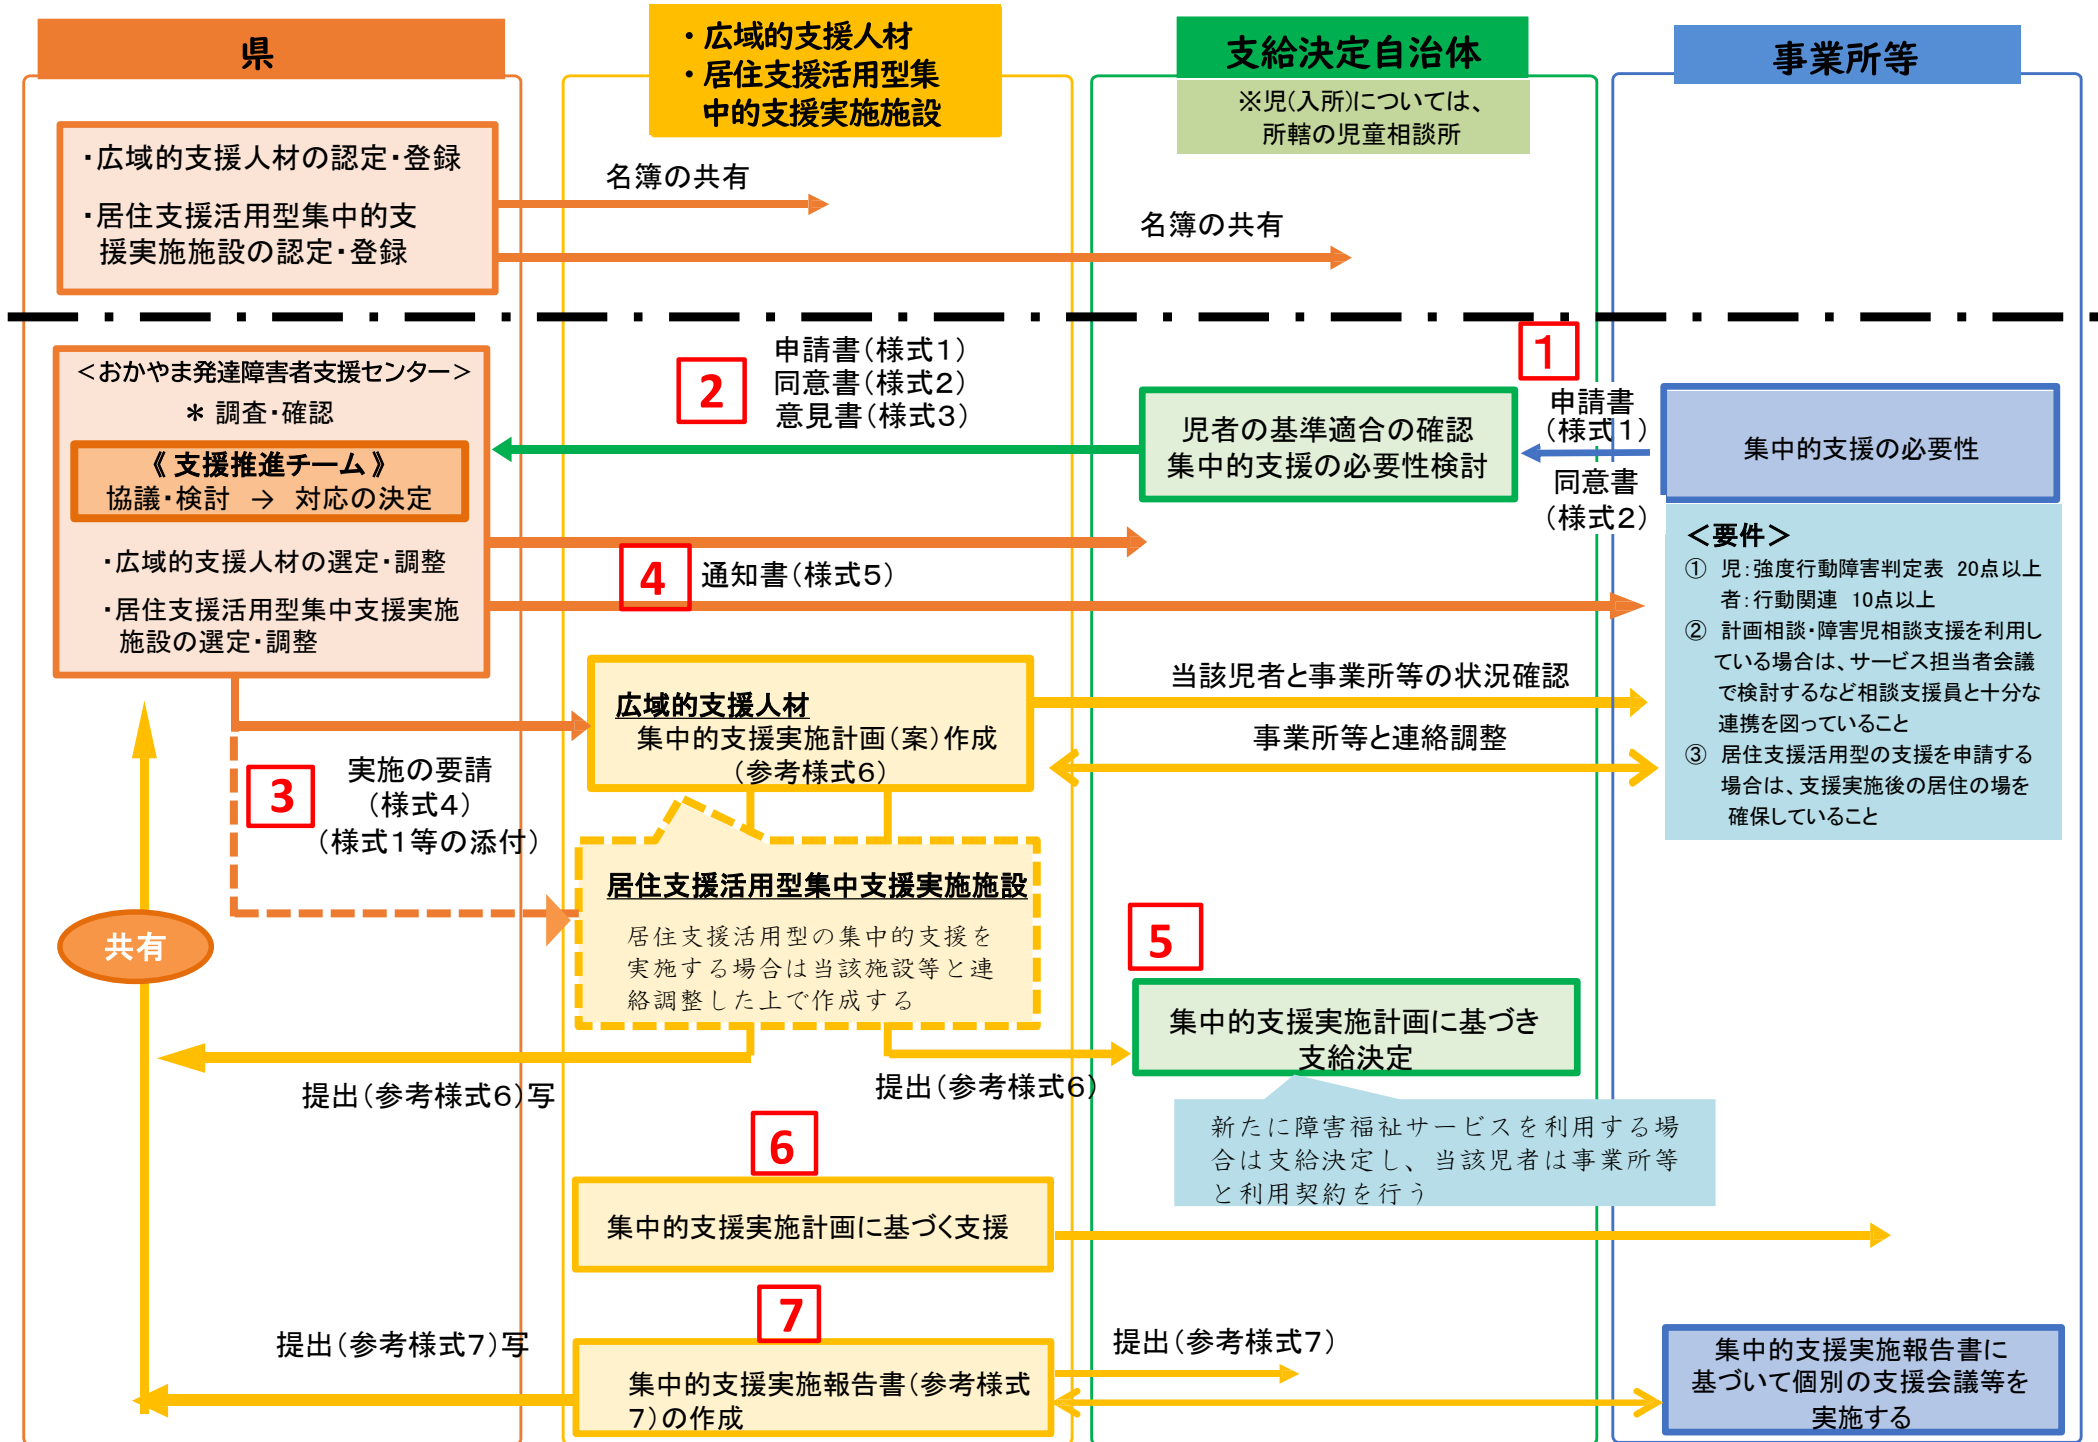 県
・広域的支援人材
・居住支援活用型集
中的支援実施施設
支給決定自治体
※児(入所)については、
所轄の児童相談所
事業所等
・広域的支援人材の認定・登録
・居住支援活用型集中的支
援実施施設の認定・登録
名簿の共有
名簿の共有
＜おかやま発達障害者支援センター＞
＊ 調査・確認
《 支援推進チーム 》
協議・検討 → 対応の決定
・広域的支援人材の選定・調整
・居住支援活用型集中支援実施
施設の選定・調整
2
申請書(様式1)
同意書(様式2)
意見書(様式3)
児者の基準適合の確認
集中的支援の必要性検討
1
申請書
(様式1)
同意書
(様式2)
集中的支援の必要性
＜要件＞
① 児:強度行動障害判定表 20点以上
者:行動関連 10点以上
② 計画相談・障害児相談支援を利用し
ている場合は、サービス担当者会議
で検討するなど相談支援員と十分な
連携を図っていること
③ 居住支援活用型の支援を申請する
場合は、支援実施後の居住の場を
確保していること
4
通知書(様式5)
広域的支援人材
集中的支援実施計画(案)作成
(参考様式6)
当該児者と事業所等の状況確認
事業所等と連絡調整
3
実施の要請
(様式4)
(様式1等の添付)
居住支援活用型集中支援実施施設
居住支援活用型の集中的支援を
実施する場合は当該施設等と連
絡調整した上で作成する
共有
5
集中的支援実施計画に基づき
支給決定
提出(参考様式6)写
提出(参考様式6)
新たに障害福祉サービスを利用する場
合は支給決定し、当該児者は事業所等
と利用契約を行う
6
集中的支援実施計画に基づく支援
7
提出(参考様式7)写
集中的支援実施報告書(参考様式
7)の作成
提出(参考様式7)
集中的支援実施報告書に
基づいて個別の支援会議等を
実施する